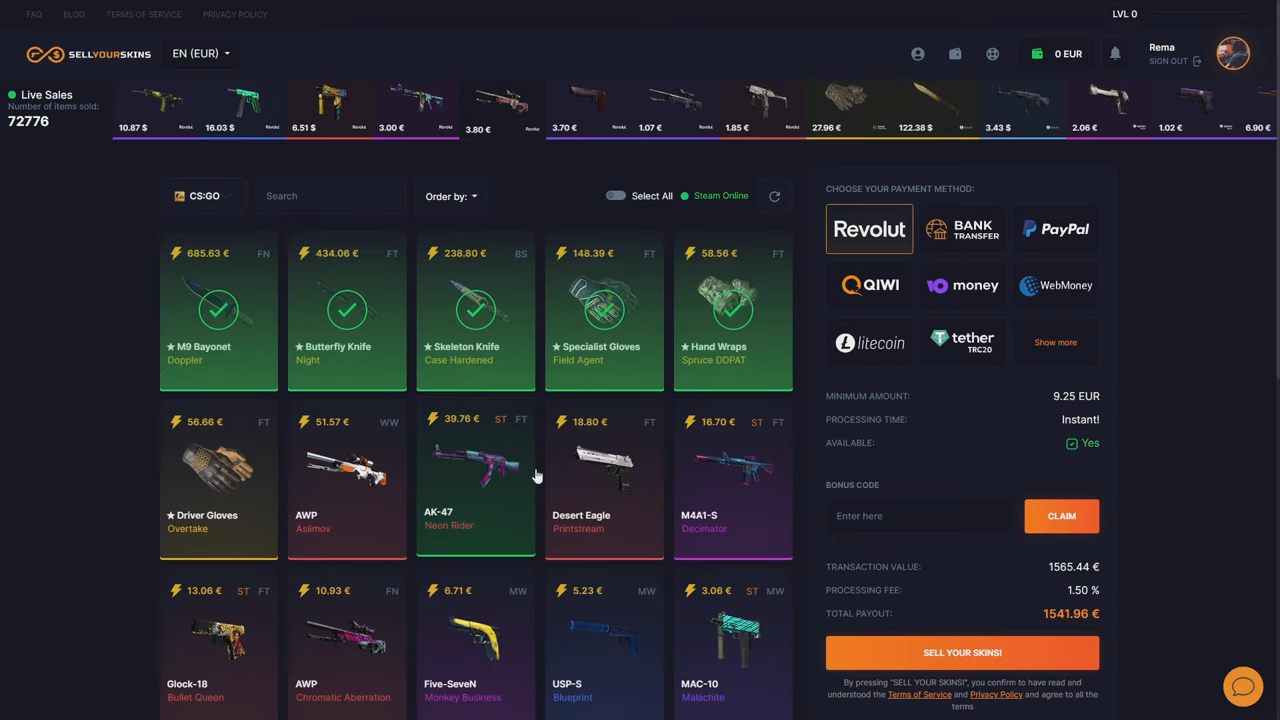 FAQ
BLOG
TERMS OF SERVICE
PRIVACY POLICY
LVL 0
SELLYOURSKINS
EN (EUR)
0 EUR
Rema
SIGN OUT
Live Sales
Number of items sold:
72776
10.87 $
Revolut
16.03 $
Revolut
6.51 $
Revolut
3.00 €
Revolut
3.80 €
Revolut
3.70 €
Revolut
1.07 €
Revolut
1.85 €
Revolut
27.96 €
122.38 $
3.43 $
2.06 €
1.02 €
6.90 €
CS:GO
Search
Order by:
Select All
Steam Online
685.63 € FN
★ M9 Bayonet
Doppler
434.06 € FT
★ Butterfly Knife
Night
238.80 € BS
★ Skeleton Knife
Case Hardened
148.39 € FT
★ Specialist Gloves
Field Agent
58.56 € FT
★ Hand Wraps
Spruce DDPAT
56.66 € FT
★ Driver Gloves
Overtake
51.57 € WW
AWP
Asiimov
39.76 € ST FT
AK-47
Neon Rider
18.80 € FT
Desert Eagle
Printstream
16.70 € ST FT
M4A1-S
Decimator
13.06 € ST FT
Glock-18
Bullet Queen
10.93 € FN
AWP
Chromatic Aberration
6.71 € MW
Five-SeveN
Monkey Business
5.23 € MW
USP-S
Blueprint
3.06 € ST MW
MAC-10
Malachite
CHOOSE YOUR PAYMENT METHOD:
Revolut
BANK
TRANSFER
PayPal
QIWI
money
WebMoney
litecoin
tether
TRC20
Show more
MINIMUM AMOUNT: 9.25 EUR
PROCESSING TIME: Instant!
AVAILABLE: Yes
BONUS CODE
Enter here
CLAIM
TRANSACTION VALUE: 1565.44 €
PROCESSING FEE: 1.50 %
TOTAL PAYOUT: 1541.96 €
SELL YOUR SKINS!
By pressing "SELL YOUR SKINS!", you confirm to have read and
understood the Terms of Service and Privacy Policy and agree to all the
terms